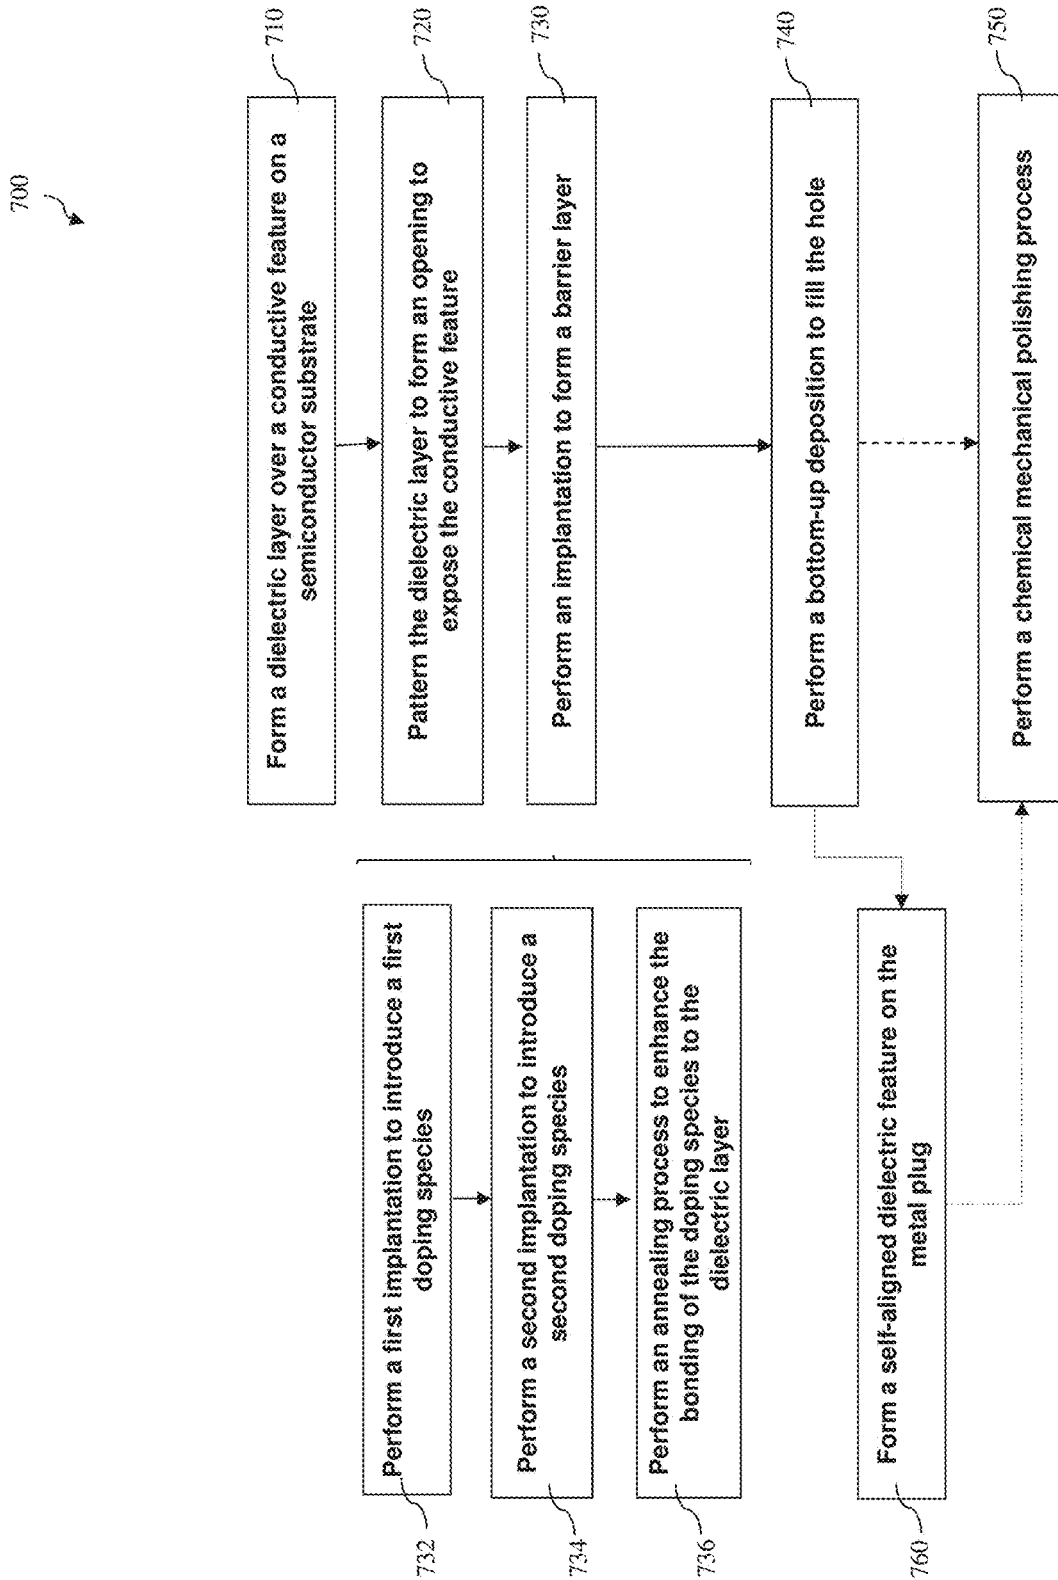 700
Form a dielectric layer over a conductive feature on a
semiconductor substrate
710
Pattern the dielectric layer to form an opening to
expose the conductive feature
720
Perform an implantation to form a barrier layer
730
Perform a first implantation to introduce a first
doping species
732
Perform a second implantation to introduce a
second doping species
734
Perform an annealing process to enhance the
bonding of the doping species to the
dielectric layer
736
Perform a bottom-up deposition to fill the hole
740
Form a self-aligned dielectric feature on the
metal plug
760
Perform a chemical mechanical polishing process
750